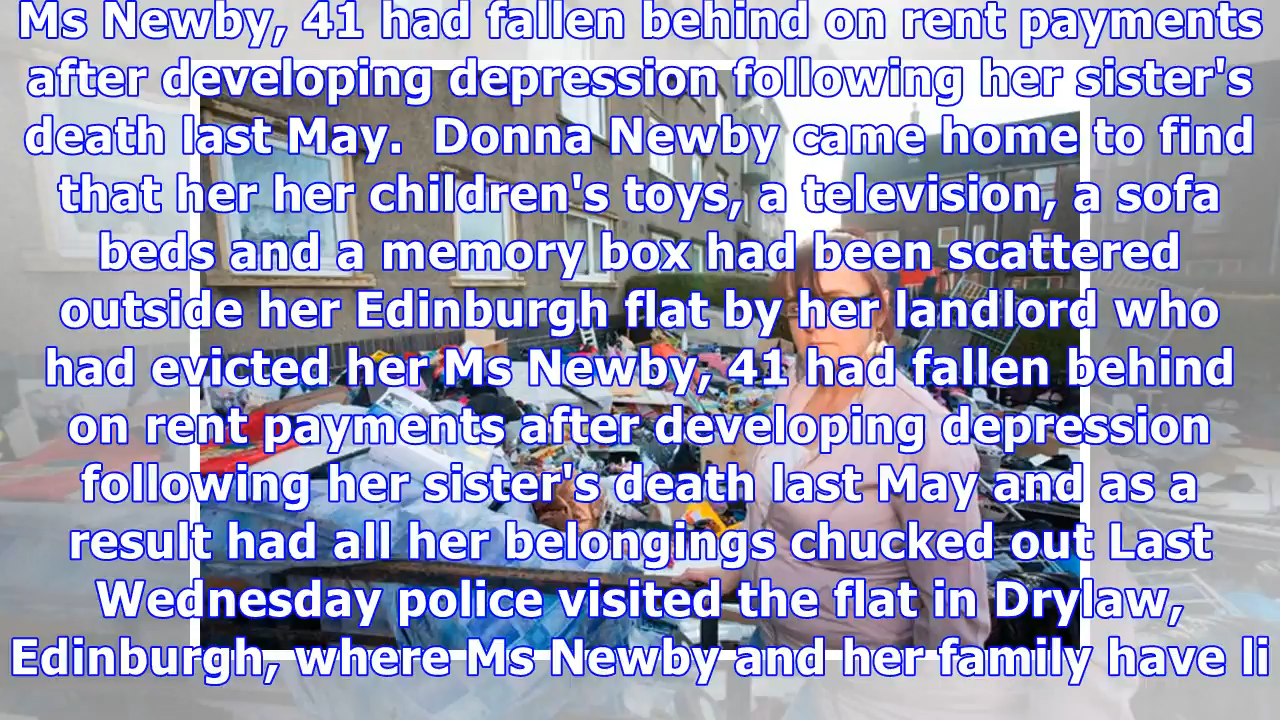 Ms Newby, 41 had fallen behind on rent payments
after developing depression following her sister's
death last May.  Donna Newby came home to find
that her her children's toys, a television, a sofa
beds and a memory box had been scattered
outside her Edinburgh flat by her landlord who
had evicted her Ms Newby, 41 had fallen behind
on rent payments after developing depression
following her sister's death last May and as a
result had all her belongings chucked out Last
Wednesday police visited the flat in Drylaw,
Edinburgh, where Ms Newby and her family have li